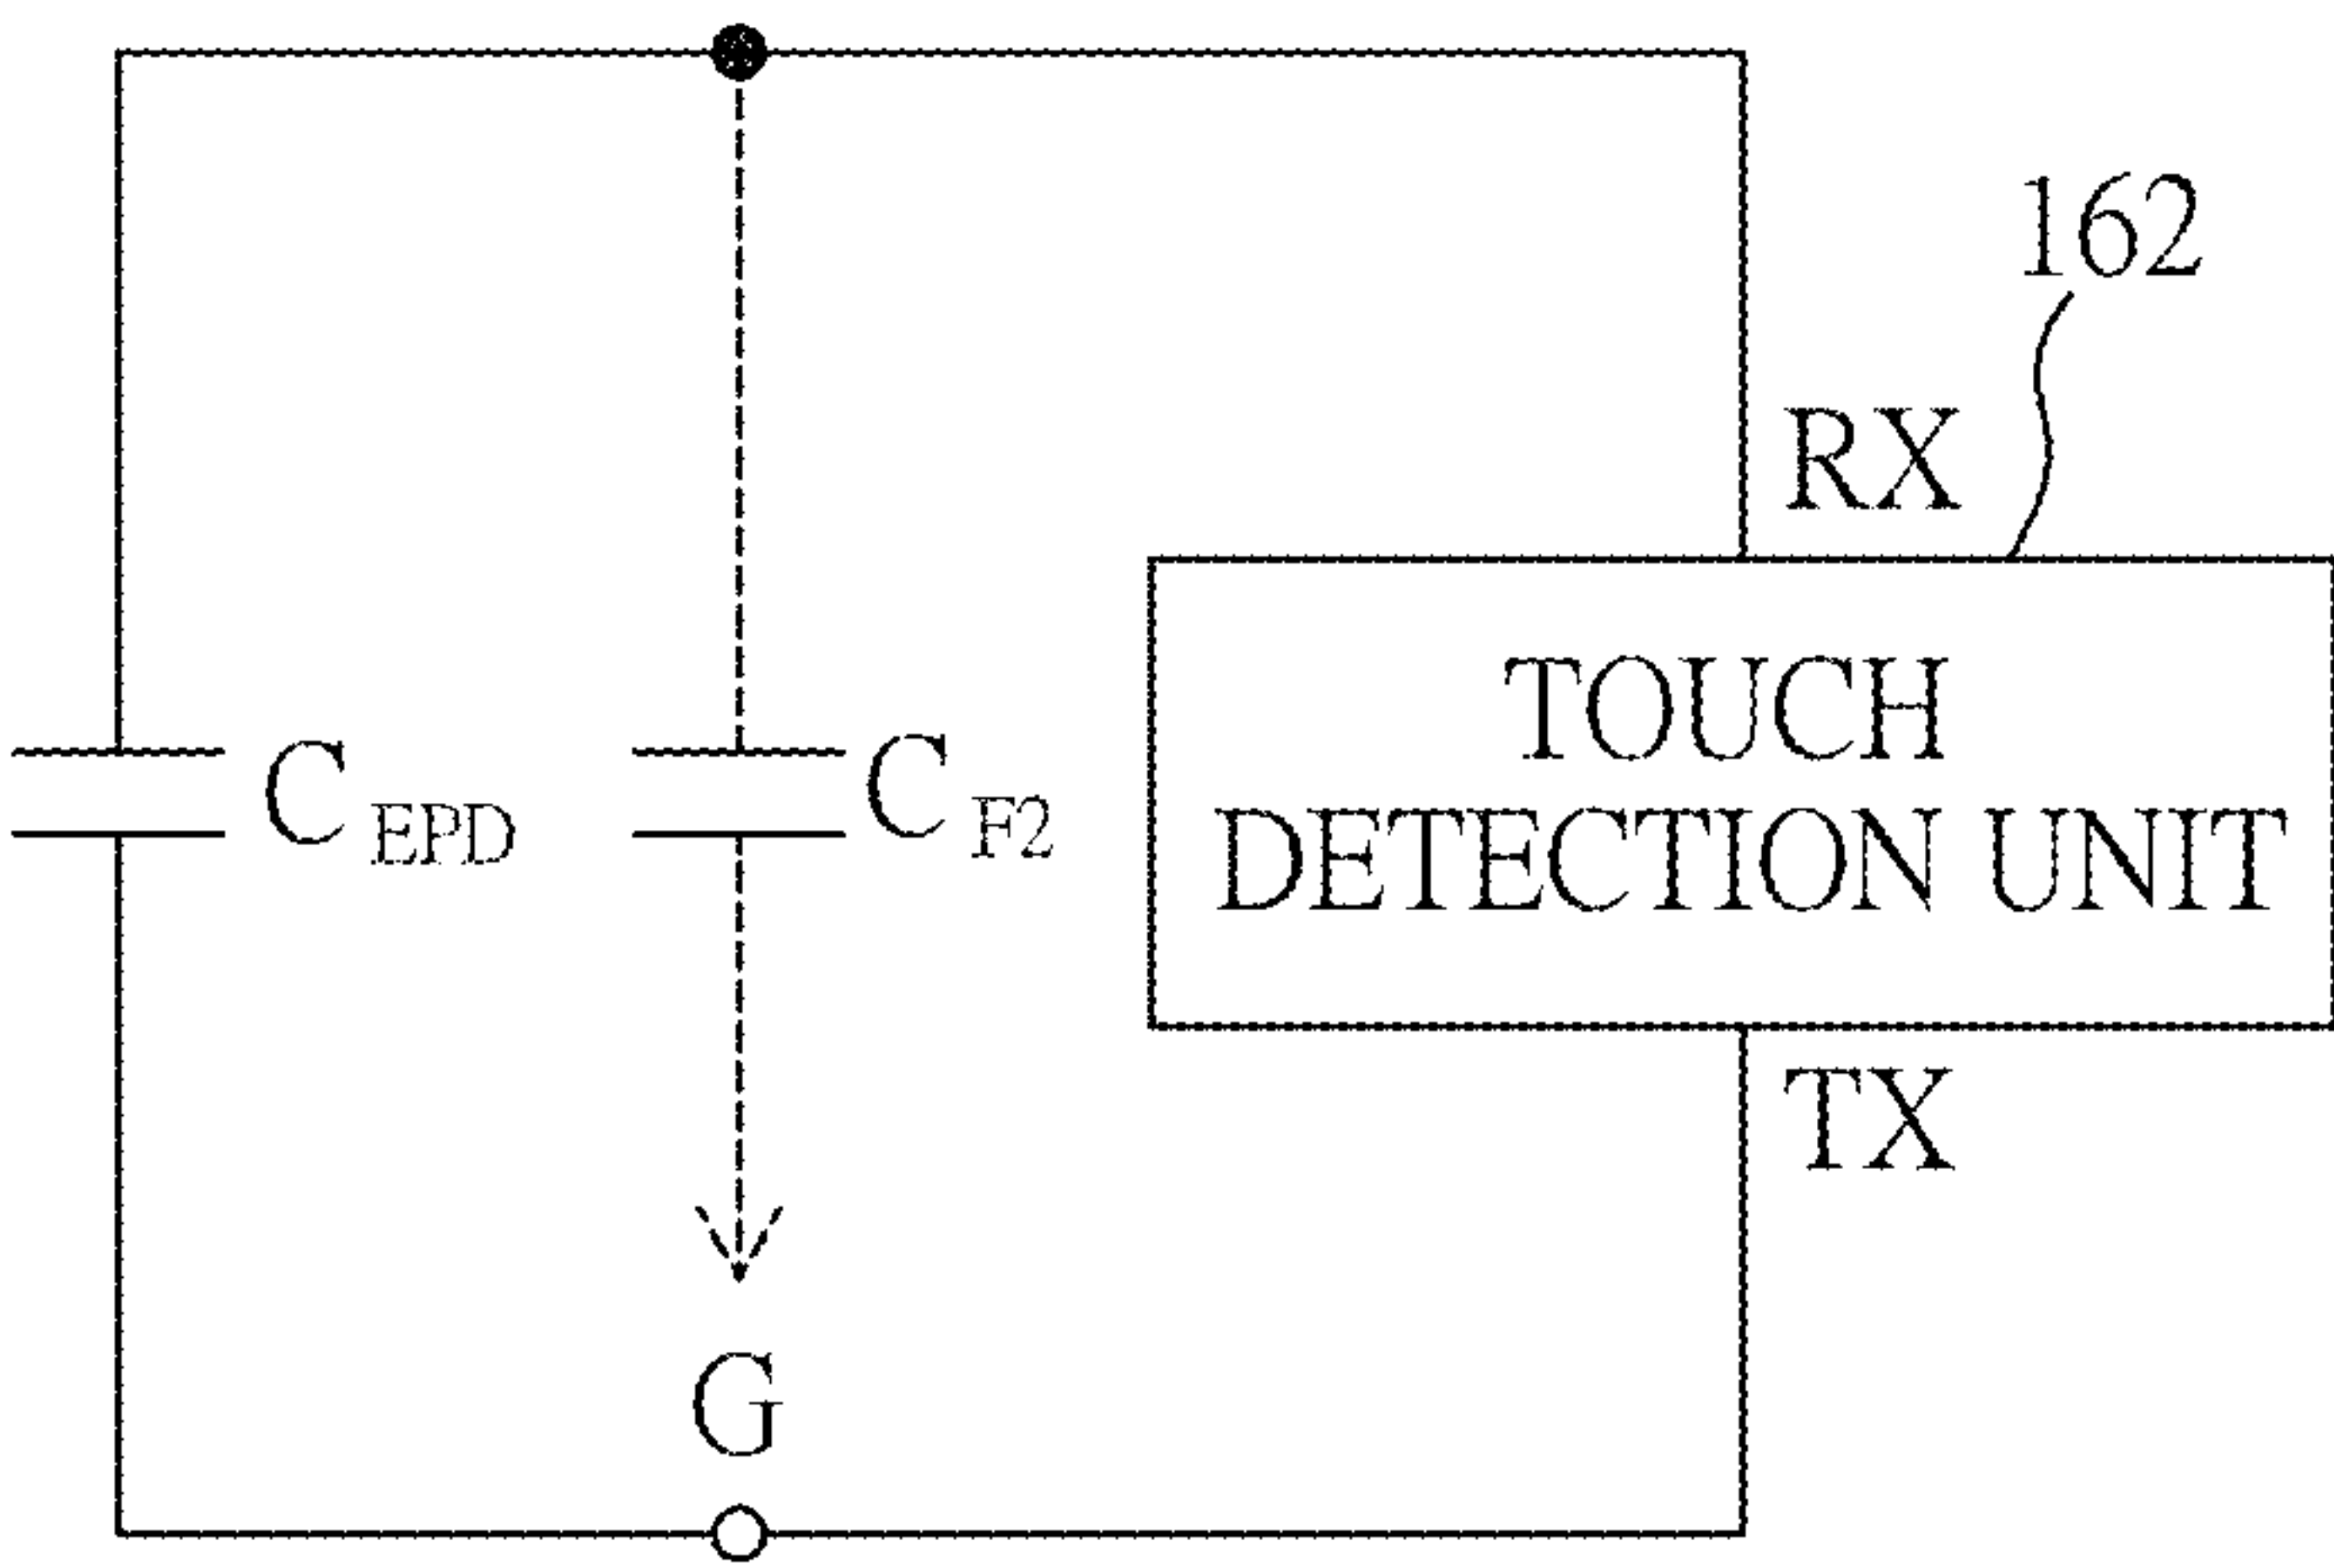 162
RX
TOUCH
DETECTION UNIT
C EPD
C F2
TX
G